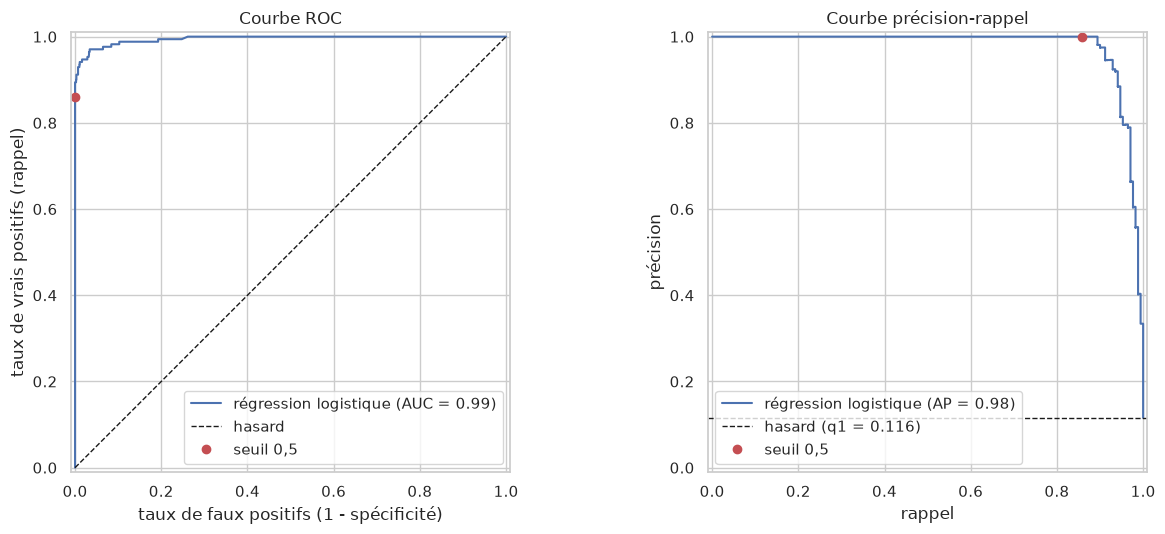 Courbe ROC
taux de vrais positifs (rappel)
1.0
0.8
0.6
0.4
0.2
0.0
régression logistique (AUC = 0.99)
hasard
seuil 0,5
0.0 0.2 0.4 0.6 0.8 1.0
taux de faux positifs (1 - spécificité)
Courbe précision-rappel
précision
1.0
0.8
0.6
0.4
0.2
0.0
régression logistique (AP = 0.98)
hasard (q1 = 0.116)
seuil 0,5
0.0 0.2 0.4 0.6 0.8 1.0
rappel